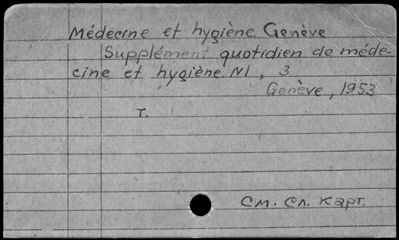 Médecine et hygiène. Genève
Supplément quotidien de méde-
cine et hygiène. N1, 3
Genève, 1953
Т.
См. сл. карт.